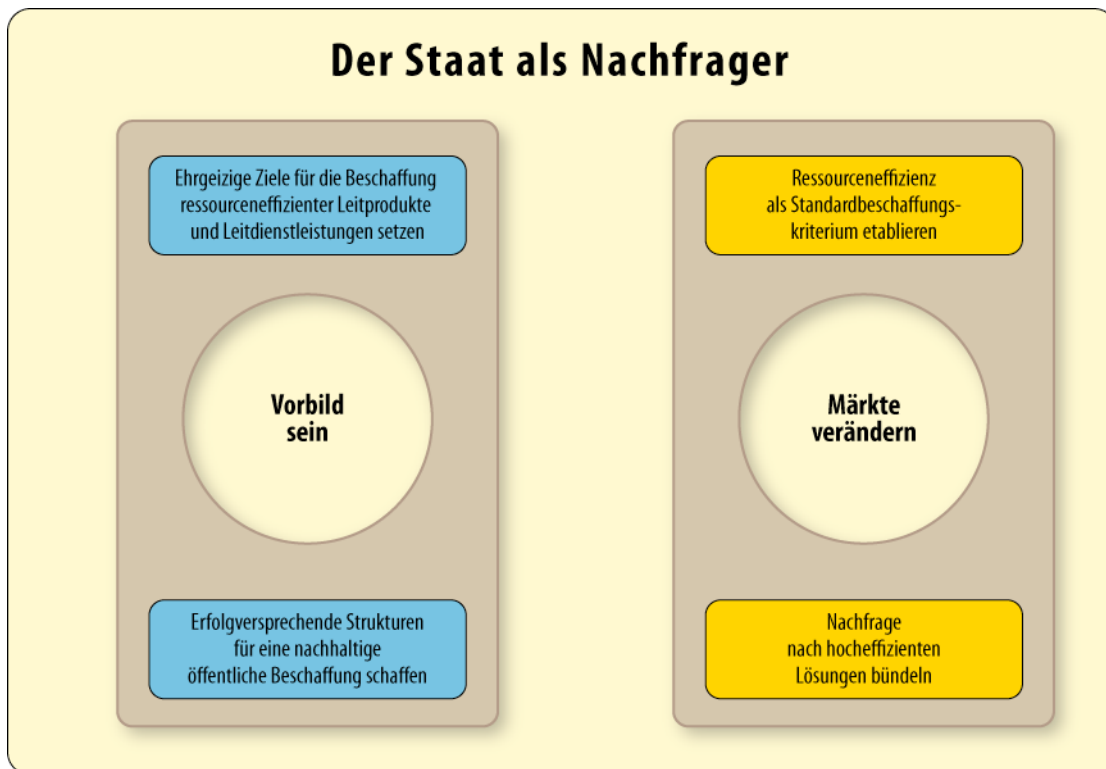 Der Staat als Nachfrager
Ehrgeizige Ziele für die Beschaffung
ressourceneffizienter Leitprodukte
und Leitdienstleistungen setzen
Vorbild
sein
Erfolgversprechende Strukturen
für eine nachhaltige
öffentliche Beschaffung schaffen
Ressourceneffizienz
als Standardbeschaffungs-
kriterium etablieren
Märkte
verändern
Nachfrage
nach hocheffizienten
Lösungen bündeln